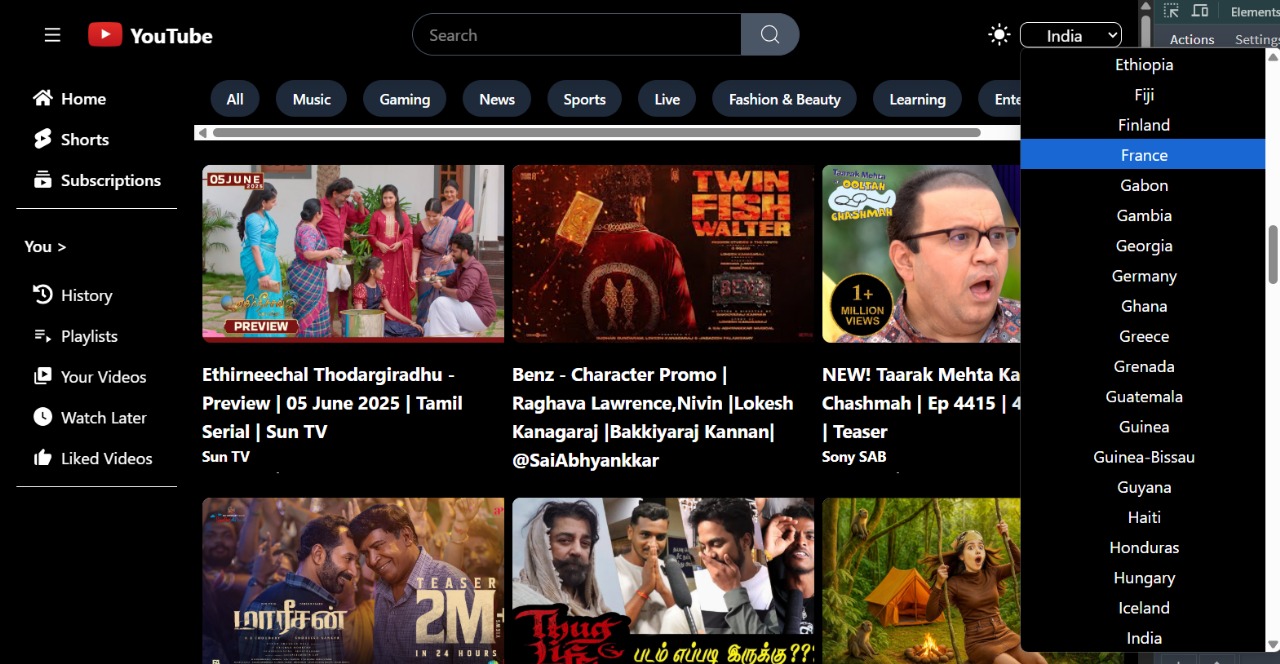 YouTube
Search
India
Elements
Actions
Settings
Home
Shorts
Subscriptions
You >
History
Playlists
Your Videos
Watch Later
Liked Videos
All
Music
Gaming
News
Sports
Live
Fashion & Beauty
Learning
Ente
05 JUNE
2025
PREVIEW
TWIN
FISH
WALTER
BENZ
Taarak Mehta
OOLTAH
CHASHMAH
1+
MILLION
VIEWS
Ethirneechal Thodargiradhu -
Preview | 05 June 2025 | Tamil
Serial | Sun TV
Sun TV
Benz - Character Promo |
Raghava Lawrence,Nivin |Lokesh
Kanagaraj |Bakkiyaraj Kannan|
@SaiAbhyankkar
NEW! Taarak Mehta Ka
Chashmah | Ep 4415 | 4
| Teaser
Sony SAB
மாரீசன்
TEASER
2M
VIEWS
IN 24 HOURS
Thug
படம் எப்படி இருக்கு???
Ethiopia
Fiji
Finland
France
Gabon
Gambia
Georgia
Germany
Ghana
Greece
Grenada
Guatemala
Guinea
Guinea-Bissau
Guyana
Haiti
Honduras
Hungary
Iceland
India